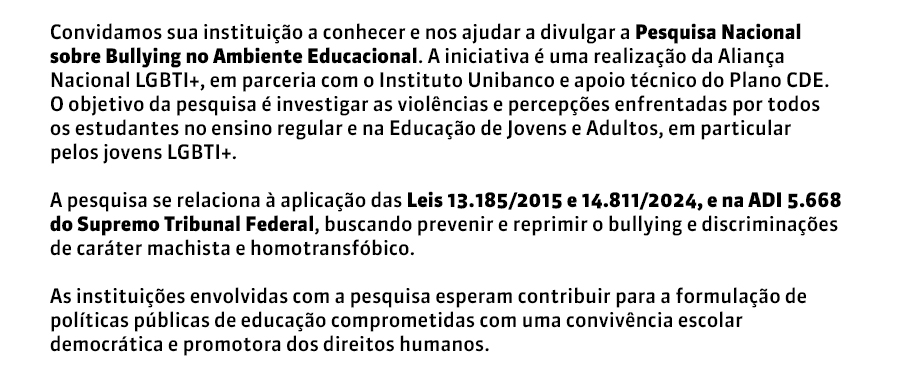 Convidamos sua instituição a conhecer e nos ajudar a divulgar a Pesquisa Nacional
sobre Bullying no Ambiente Educacional. A iniciativa é uma realização da Aliança
Nacional LGBTI+, em parceria com o Instituto Unibanco e apoio técnico do Plano CDE.
O objetivo da pesquisa é investigar as violências e percepções enfrentadas por todos
os estudantes no ensino regular e na Educação de Jovens e Adultos, em particular
pelos jovens LGBTI+.
A pesquisa se relaciona à aplicação das Leis 13.185/2015 e 14.811/2024, e na ADI 5.668
do Supremo Tribunal Federal, buscando prevenir e reprimir o bullying e discriminações
de caráter machista e homotransfóbico.
As instituições envolvidas com a pesquisa esperam contribuir para a formulação de
políticas públicas de educação comprometidas com uma convivência escolar
democrática e promotora dos direitos humanos.